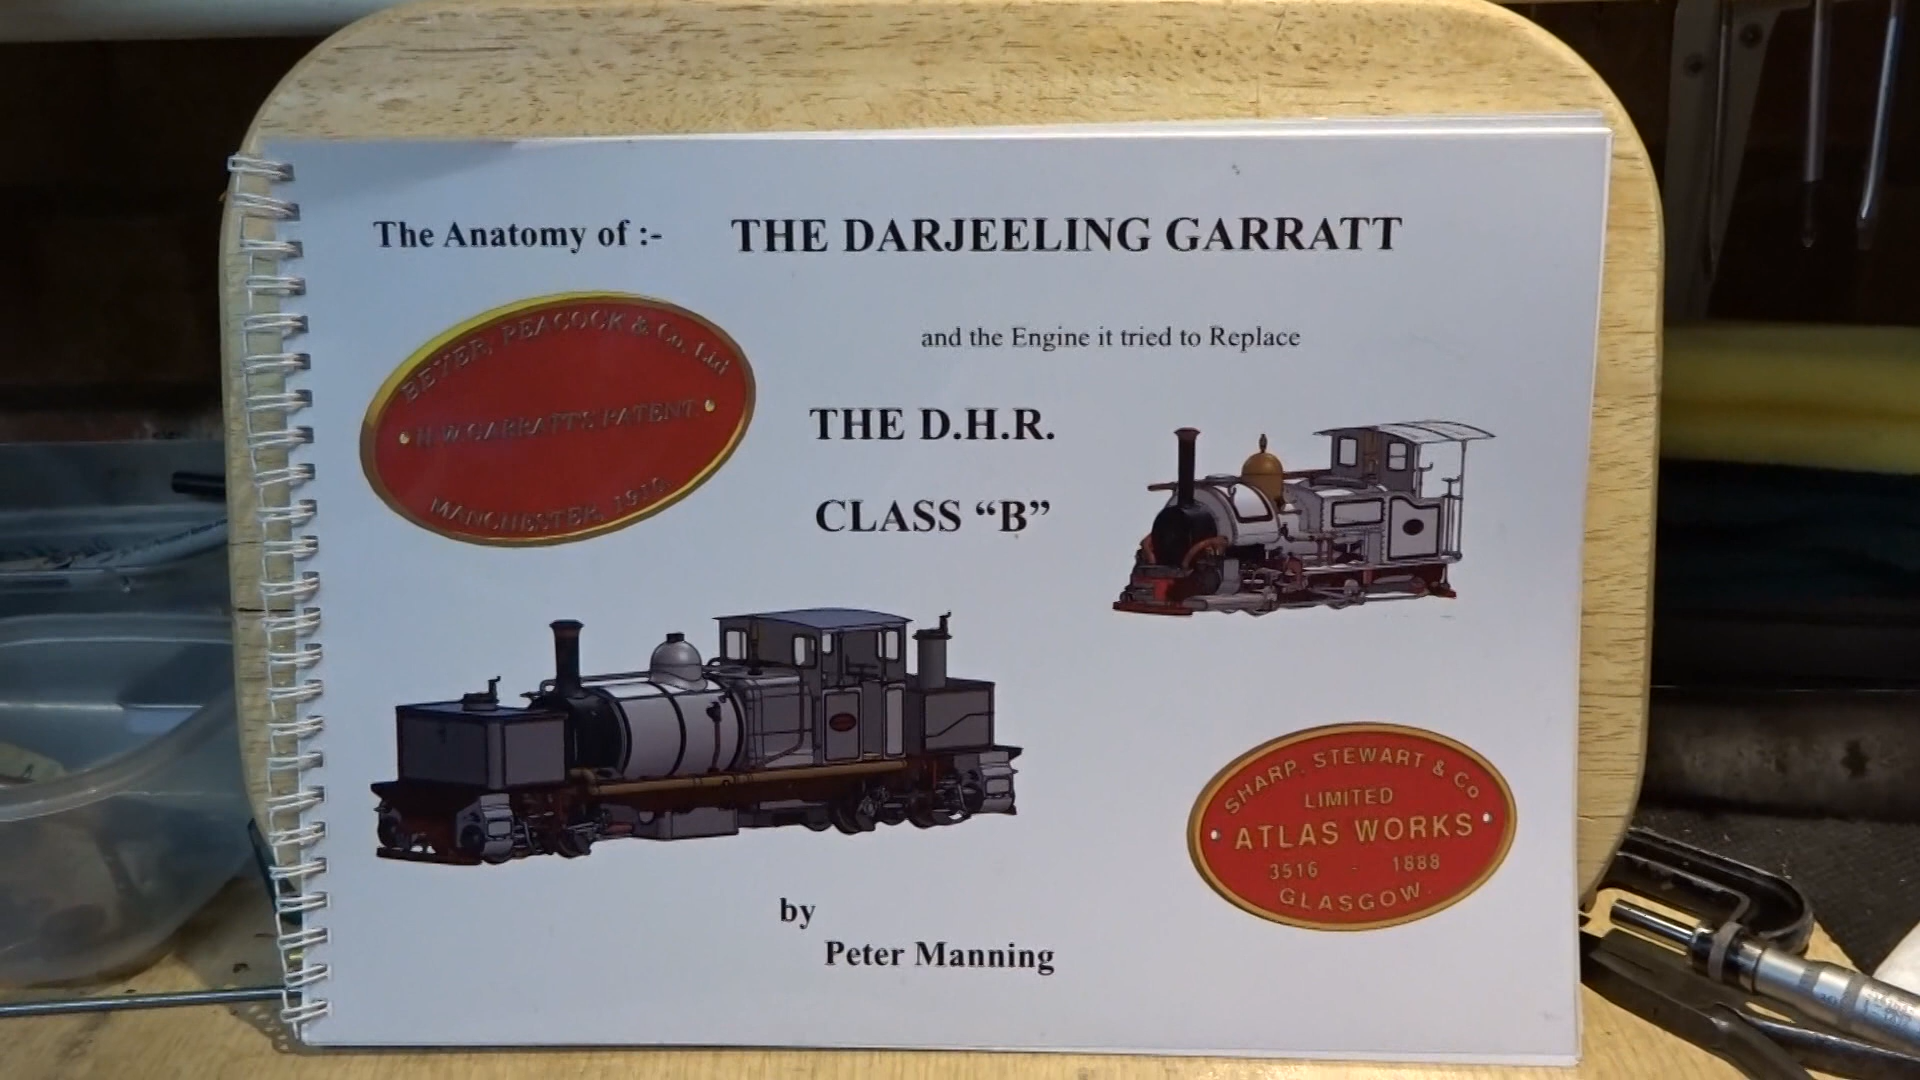 The Anatomy of :- THE DARJEELING GARRATT
and the Engine it tried to Replace
BEYER, PEACOCK & Co. Ltd
H.W.GARRATT'S PATENT.
MANCHESTER, 1910.
THE D.H.R.
CLASS “B”
SHARP, STEWART & Co
LIMITED
ATLAS WORKS
3516 - 1888
GLASGOW.
by
Peter Manning